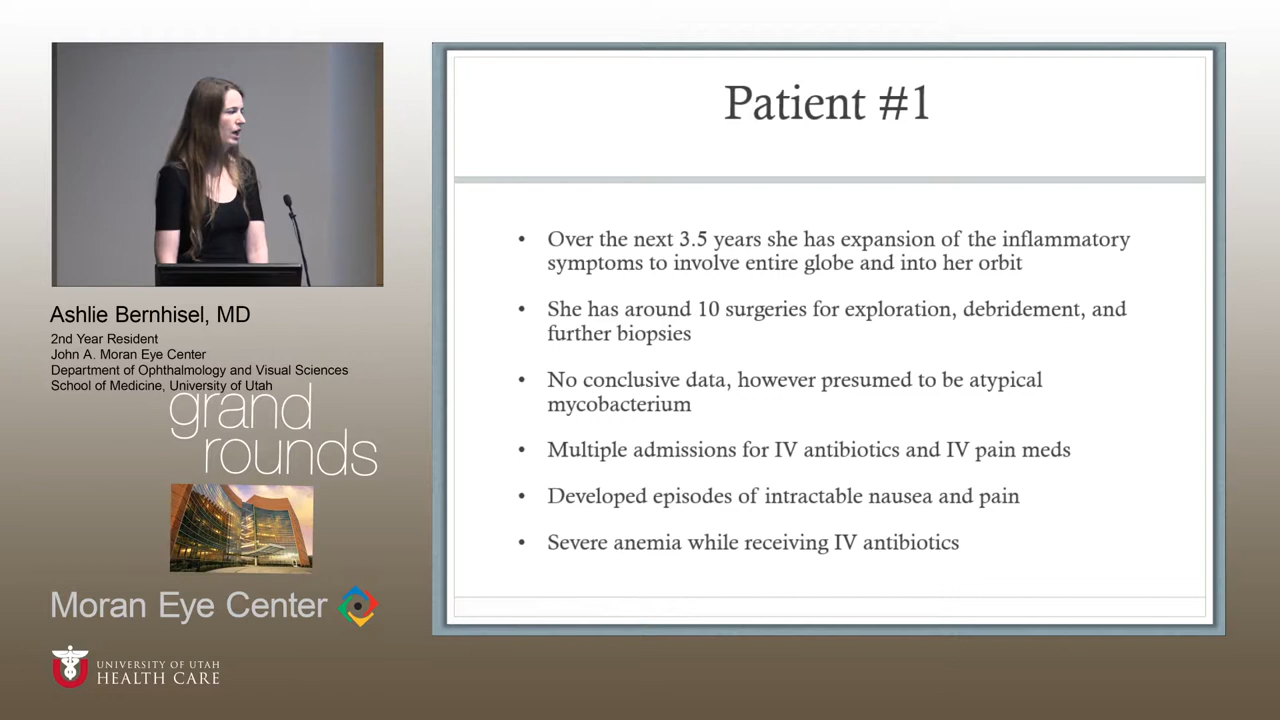 Patient #1
• Over the next 3.5 years she has expansion of the inflammatory
symptoms to involve entire globe and into her orbit
• She has around 10 surgeries for exploration, debridement, and
further biopsies
• No conclusive data, however presumed to be atypical
mycobacterium
• Multiple admissions for IV antibiotics and IV pain meds
• Developed episodes of intractable nausea and pain
• Severe anemia while receiving IV antibiotics
Ashlie Bernhisel, MD
2nd Year Resident
John A. Moran Eye Center
Department of Ophthalmology and Visual Sciences
School of Medicine, University of Utah
grand
rounds
Moran Eye Center
UNIVERSITY OF UTAH
HEALTH CARE